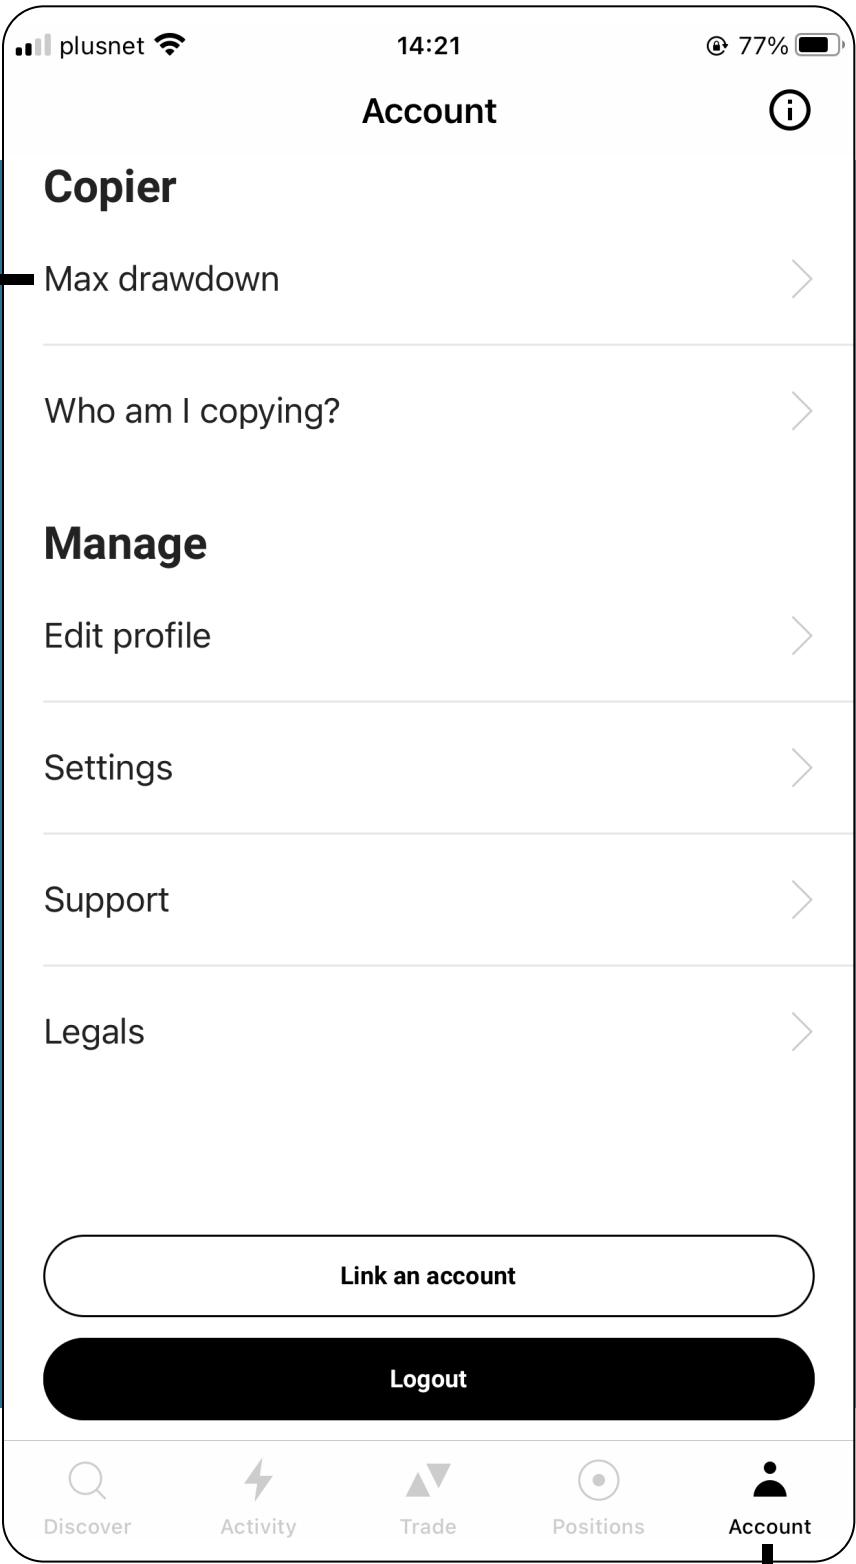 plusnet 14:21 77%
Account
Copier
Max drawdown
Who am I copying?
Manage
Edit profile
Settings
Support
Legals
Link an account
Logout
Discover Activity Trade Positions Account